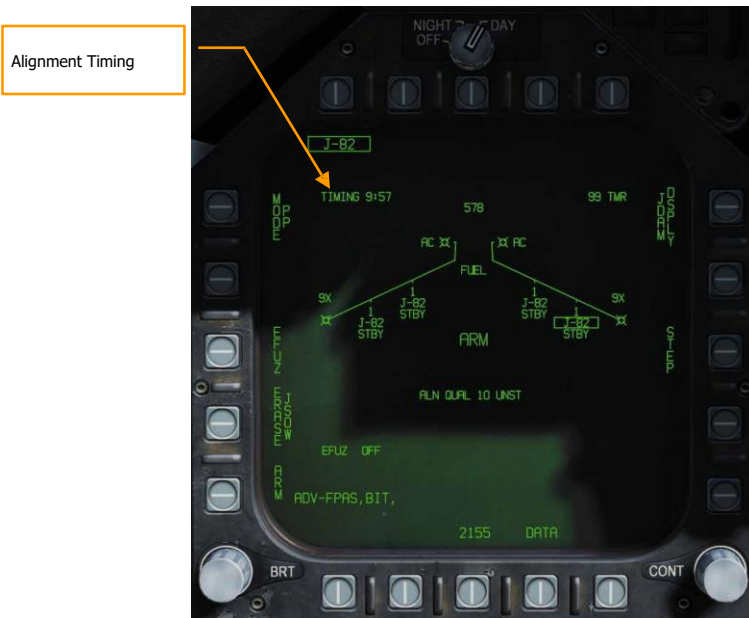 Alignment Timing
NIGHT DAY
OFF
J-82
TIMING 9:57
99 TMR
578
MODE
PP
JDAM
DSPLY
AC
AC
FUEL
9X
1
1
9X
J-82
J-82
STBY
STBY
1
1
J-82
J-82
STBY
STBY
ARM
EFUZ
STEP
ALN QUAL 10 UNST
ERASE
JSOW
EFUZ OFF
ARM
ADV-FPAS,BIT,
2155
DATA
BRT
CONT